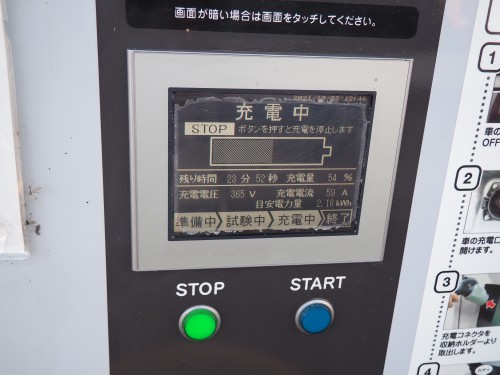 画面が暗い場合は画面をタッチしてください。
充電中
STOP ボタンを押すと充電を停止します
残り時間 23 分 52 秒 充電量 54 %
充電電圧 365 V 充電電流 59 A
目安電力量 2.18 kWh
準備中 試験中 充電中 終了
STOP
START
1
車の
OFF
2
車の充電口
開けます。
3
充電コネクタを
収納ホルダーより
取出します。
4